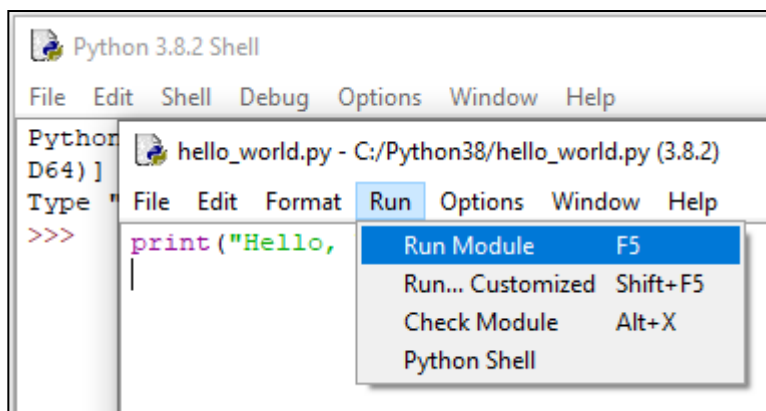 Python 3.8.2 Shell
File Edit Shell Debug Options Window Help
Python
D64)]
Type "
>>>
hello_world.py - C:/Python38/hello_world.py (3.8.2)
File Edit Format Run Options Window Help
print("Hello,
Run Module F5
Run... Customized Shift+F5
Check Module Alt+X
Python Shell